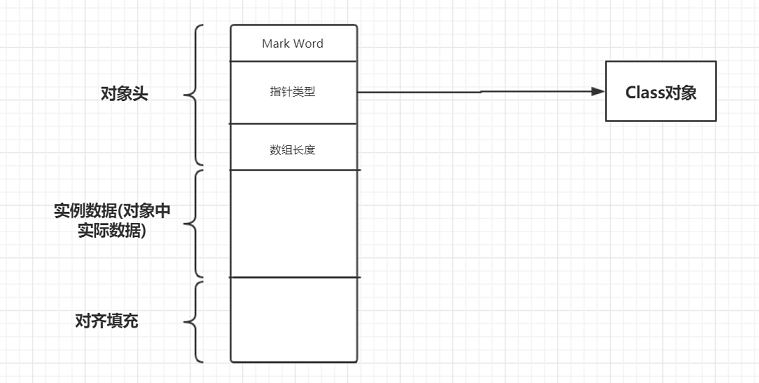 Mark Word
对象头
指针类型
Class对象
数组长度
实例数据(对象中
实际数据)
对齐填充